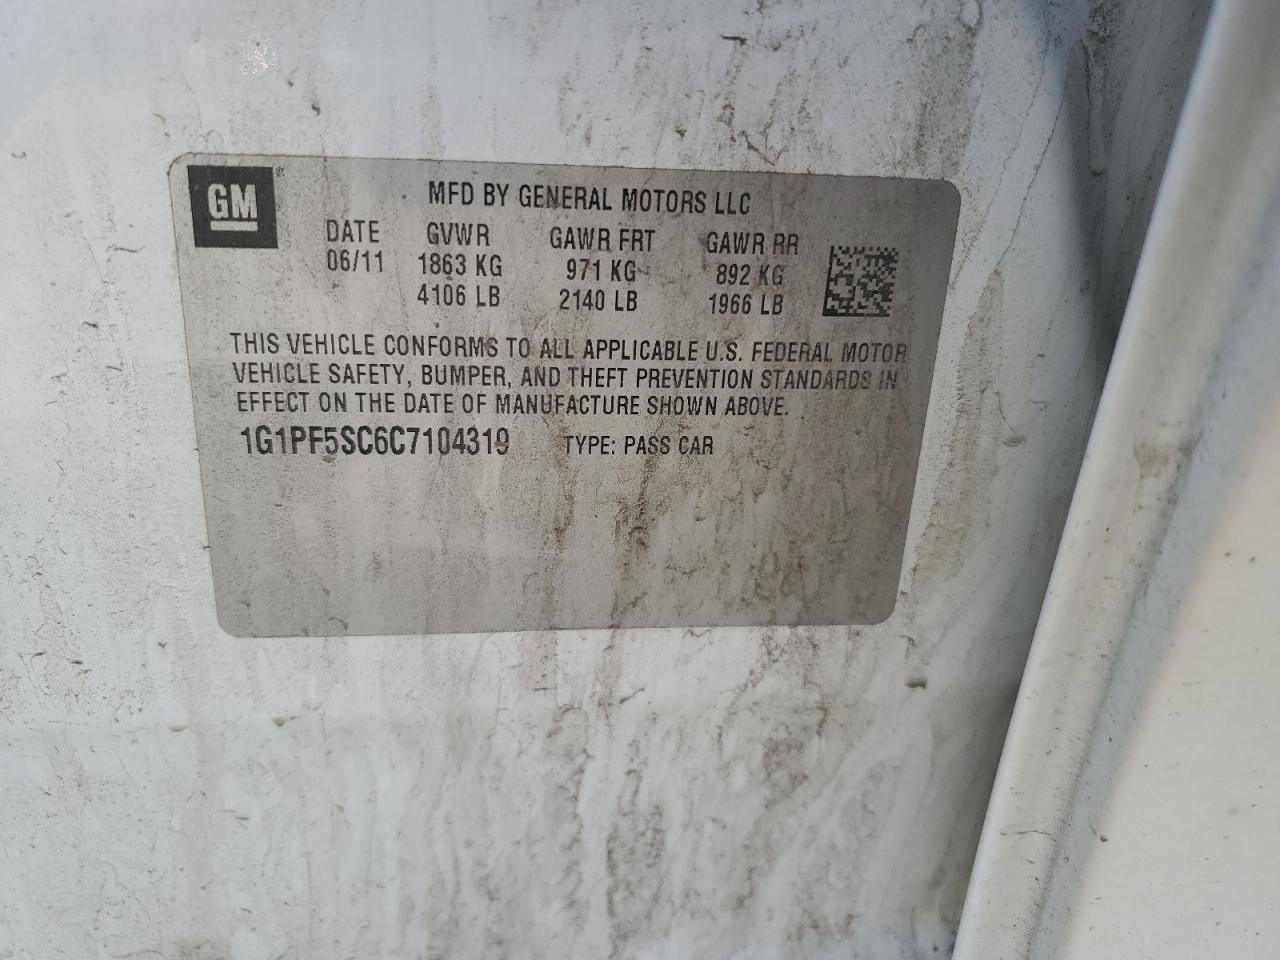 GM
MFD BY GENERAL MOTORS LLC
DATE GVWR GAWR FRT GAWR RR
06/11 1863 KG 971 KG 892 KG
4106 LB 2140 LB 1966 LB
THIS VEHICLE CONFORMS TO ALL APPLICABLE U.S. FEDERAL MOTOR
VEHICLE SAFETY, BUMPER, AND THEFT PREVENTION STANDARDS IN
EFFECT ON THE DATE OF MANUFACTURE SHOWN ABOVE.
1G1PF5SC6C7104319 TYPE: PASS CAR